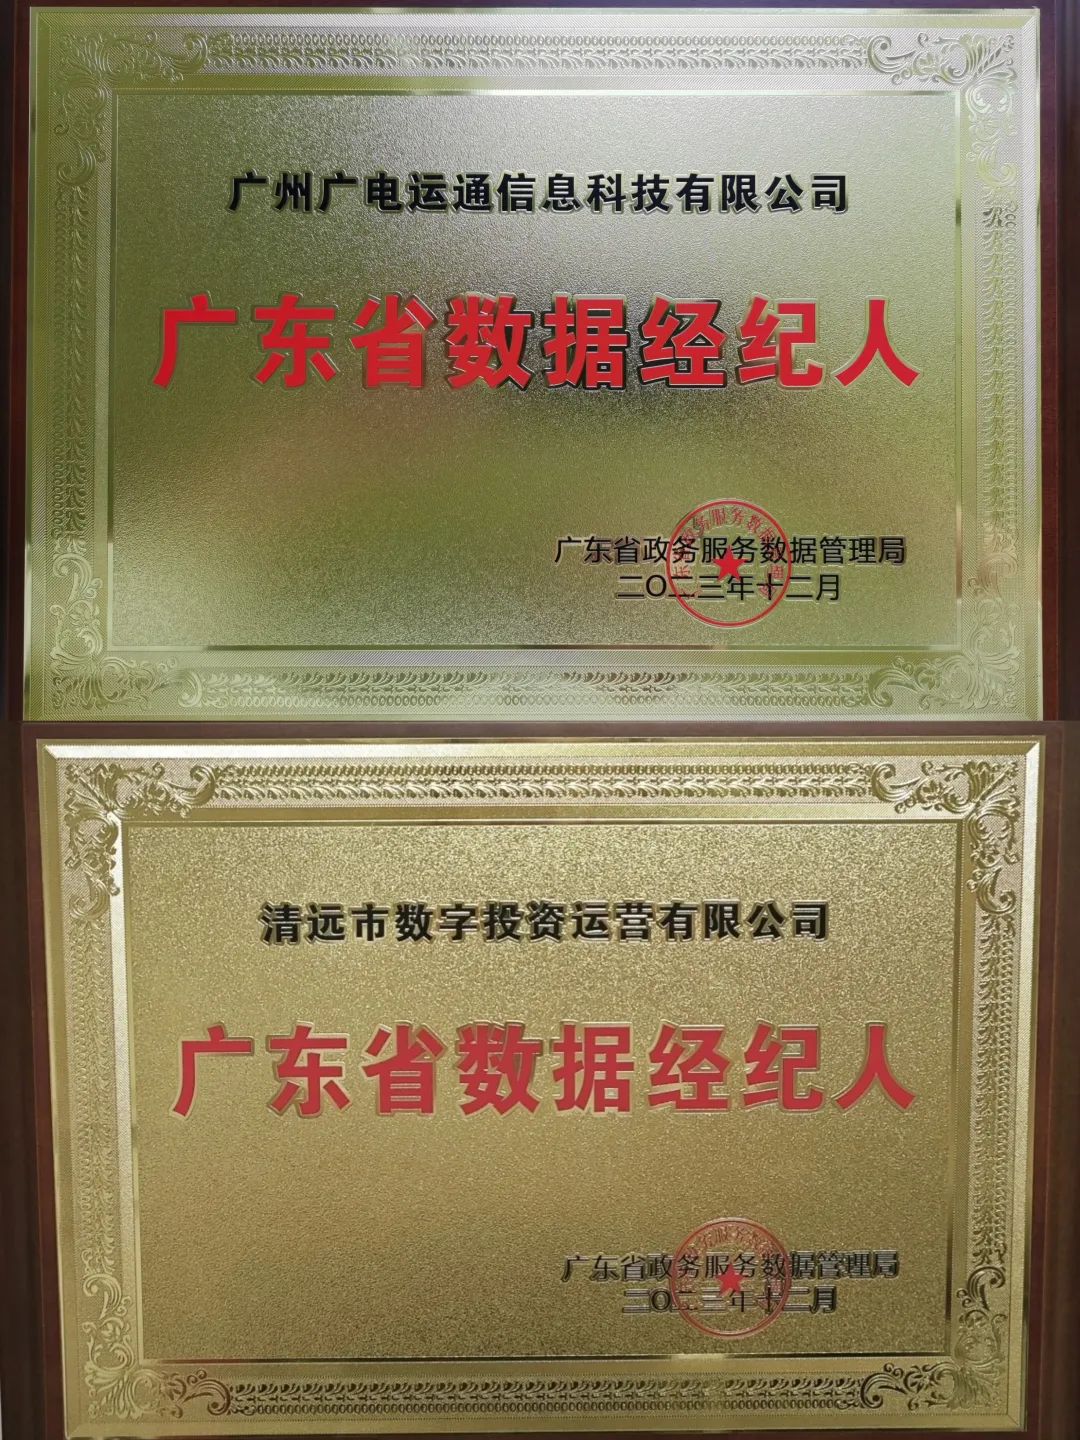 广州广电运通信息科技有限公司
广东省数据经纪人
广东省政务服务数据管理局
二〇二三年十二月
清远市数字投资运营有限公司
广东省数据经纪人
广东省政务服务数据管理局
二〇二三年十二月